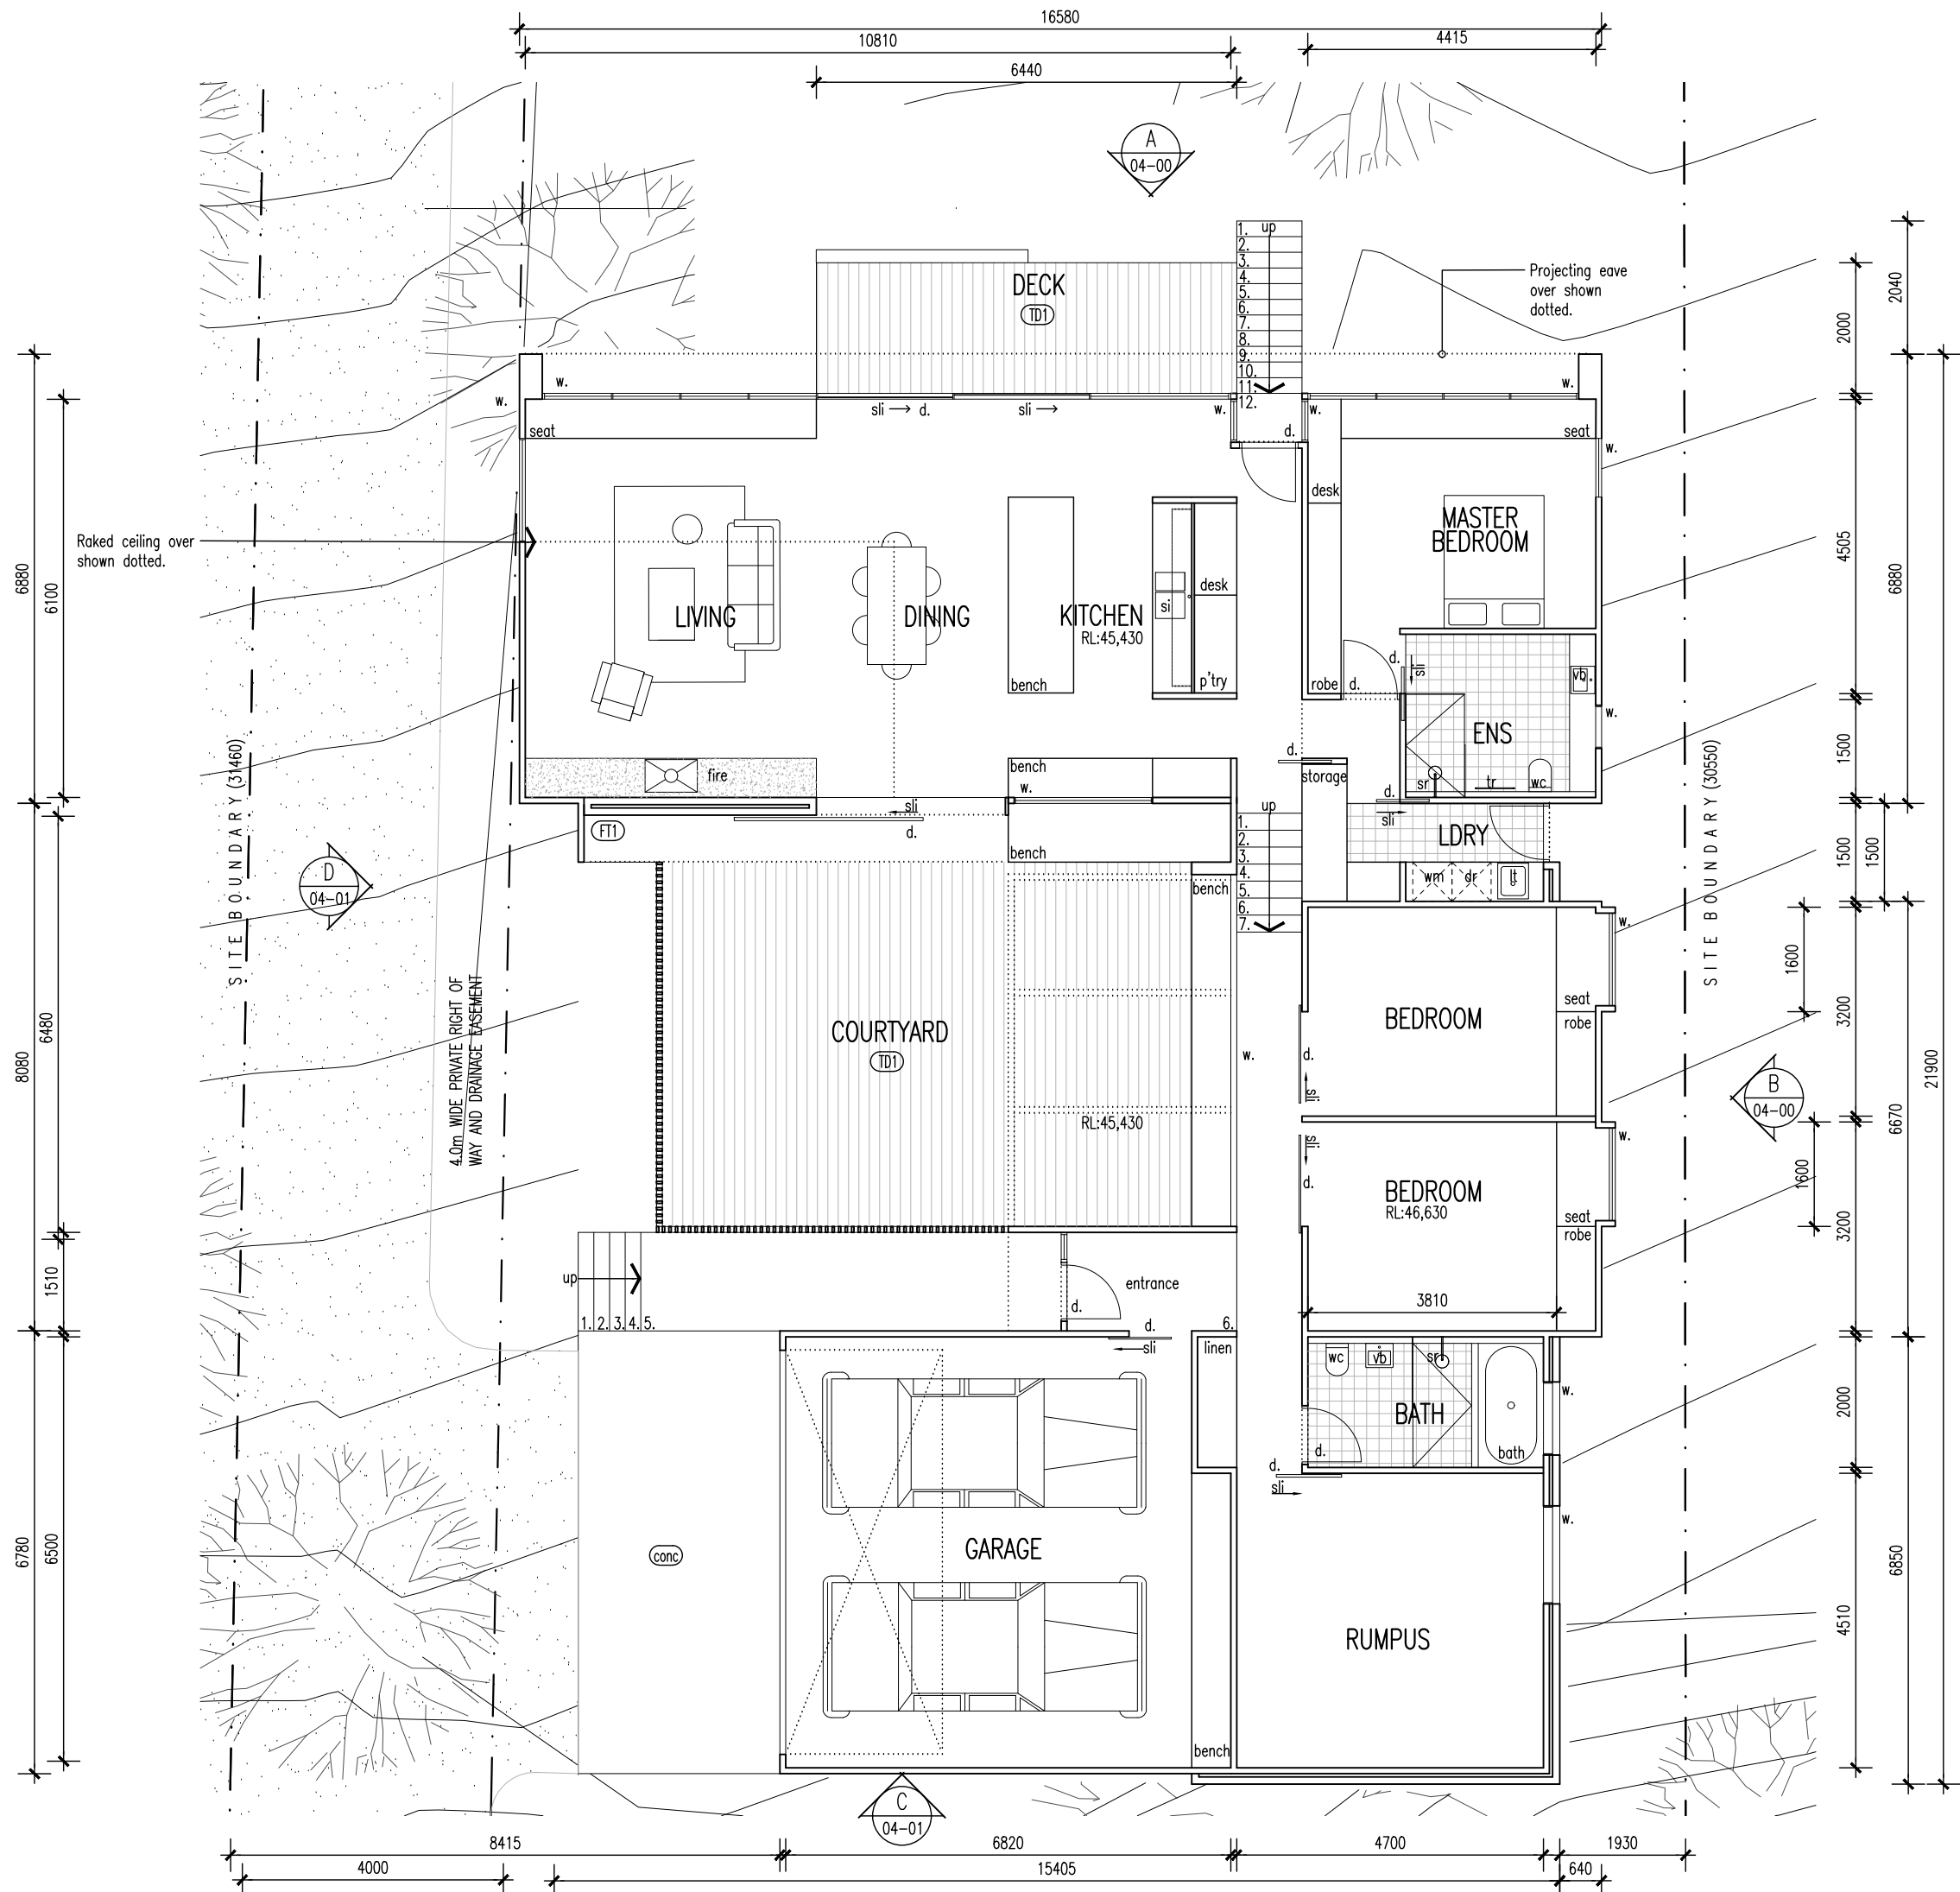 16580
10810
4415
6440
A
04-00
1. up
2.
3.
4.
5.
6.
7.
8.
9.
10.
11.
12.
DECK
TD1
Projecting eave
over shown
dotted.
2040
2000
w.
w.
w.
sli
d.
sli
w.
w.
d.
seat
seat
w.
desk
MASTER
BEDROOM
Raked ceiling over
shown dotted.
6880
6100
4505
6880
LIVING
DINING
KITCHEN
RL:45,430
si
desk
bench
p'try
robe
d.
d.
sli
vb
w.
ENS
1500
SITE BOUNDARY (31460)
SITE BOUNDARY (30550)
fire
bench
w.
d.
storage
sr
tr
wc
d.
sli
sli
d.
FT1
up
1.
2.
3.
4.
5.
6.
7.
bench
bench
LDRY
wm
dr
lt
1500
1500
D
04-01
w.
1600
4.0m WIDE PRIVATE RIGHT OF
WAY AND DRAINAGE EASEMENT
6480
8080
COURTYARD
TD1
RL:45,430
w.
BEDROOM
seat
robe
d.
sli
3200
21900
B
04-00
6670
sli
d.
w.
BEDROOM
RL:46,630
seat
robe
1600
3200
1510
up
1. 2. 3. 4. 5.
entrance
d.
d.
sli
6.
linen
3810
wc
vb
sr
w.
BATH
bath
d.
2000
d.
sli
w.
6780
6500
conc
GARAGE
RUMPUS
bench
6850
4510
C
04-01
8415
6820
4700
1930
4000
15405
640